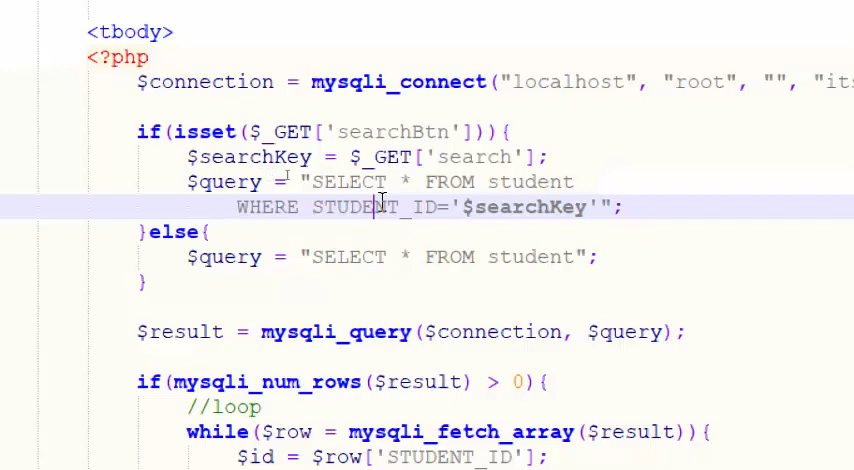 <tbody>
<?php
$connection = mysqli_connect("localhost", "root", "", "its
if(isset($_GET['searchBtn'])){
$searchKey = $_GET['search'];
$query = "SELECT * FROM student
WHERE STUDENT_ID='$searchKey'";
}else{
$query = "SELECT * FROM student";
}
$result = mysqli_query($connection, $query);
if(mysqli_num_rows($result) > 0){
//loop
while($row = mysqli_fetch_array($result)){
$id = $row['STUDENT_ID'];